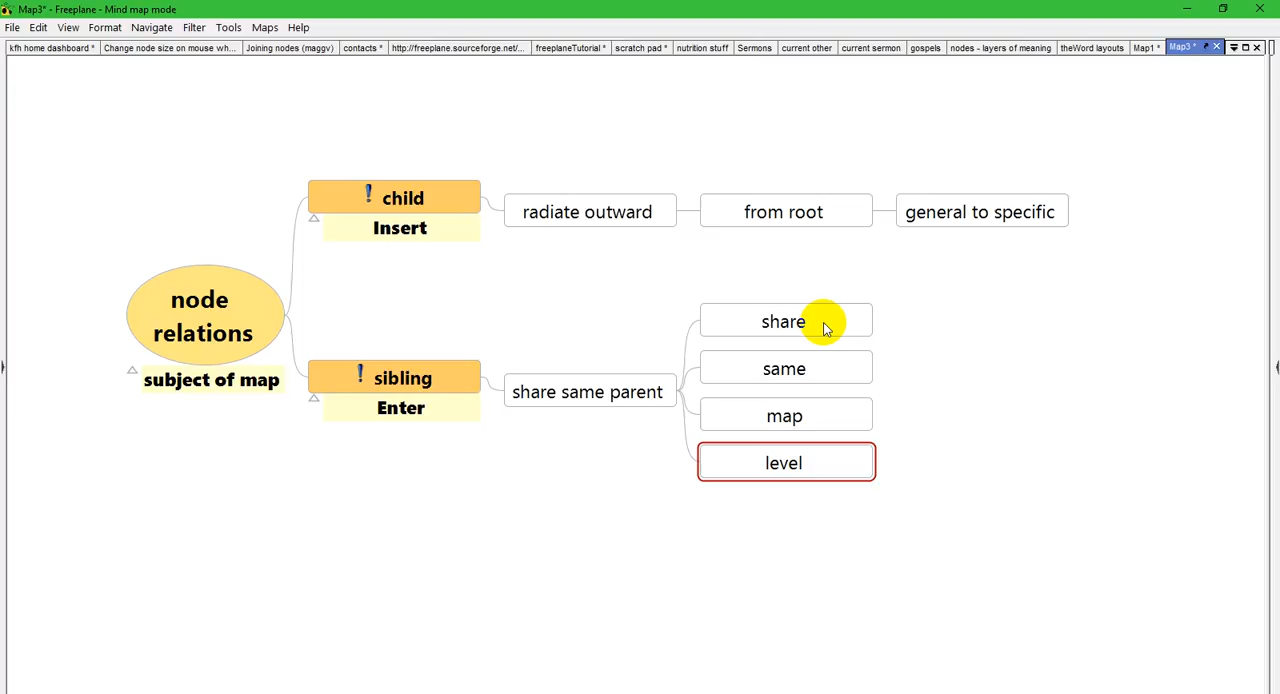 Map3* - Freeplane - Mind map mode
File Edit View Format Navigate Filter Tools Maps Help
kfh home dashboard * Change node size on mouse wh... Joining nodes (maggv) contacts * http://freeplane.sourceforge.net/... freeplaneTutorial * scratch pad * nutrition stuff Sermons current other current sermon gospels nodes - layers of meaning theWord layouts Map1 * Map3 *
child
Insert
radiate outward
from root
general to specific
node
relations
subject of map
sibling
Enter
share same parent
share
same
map
level